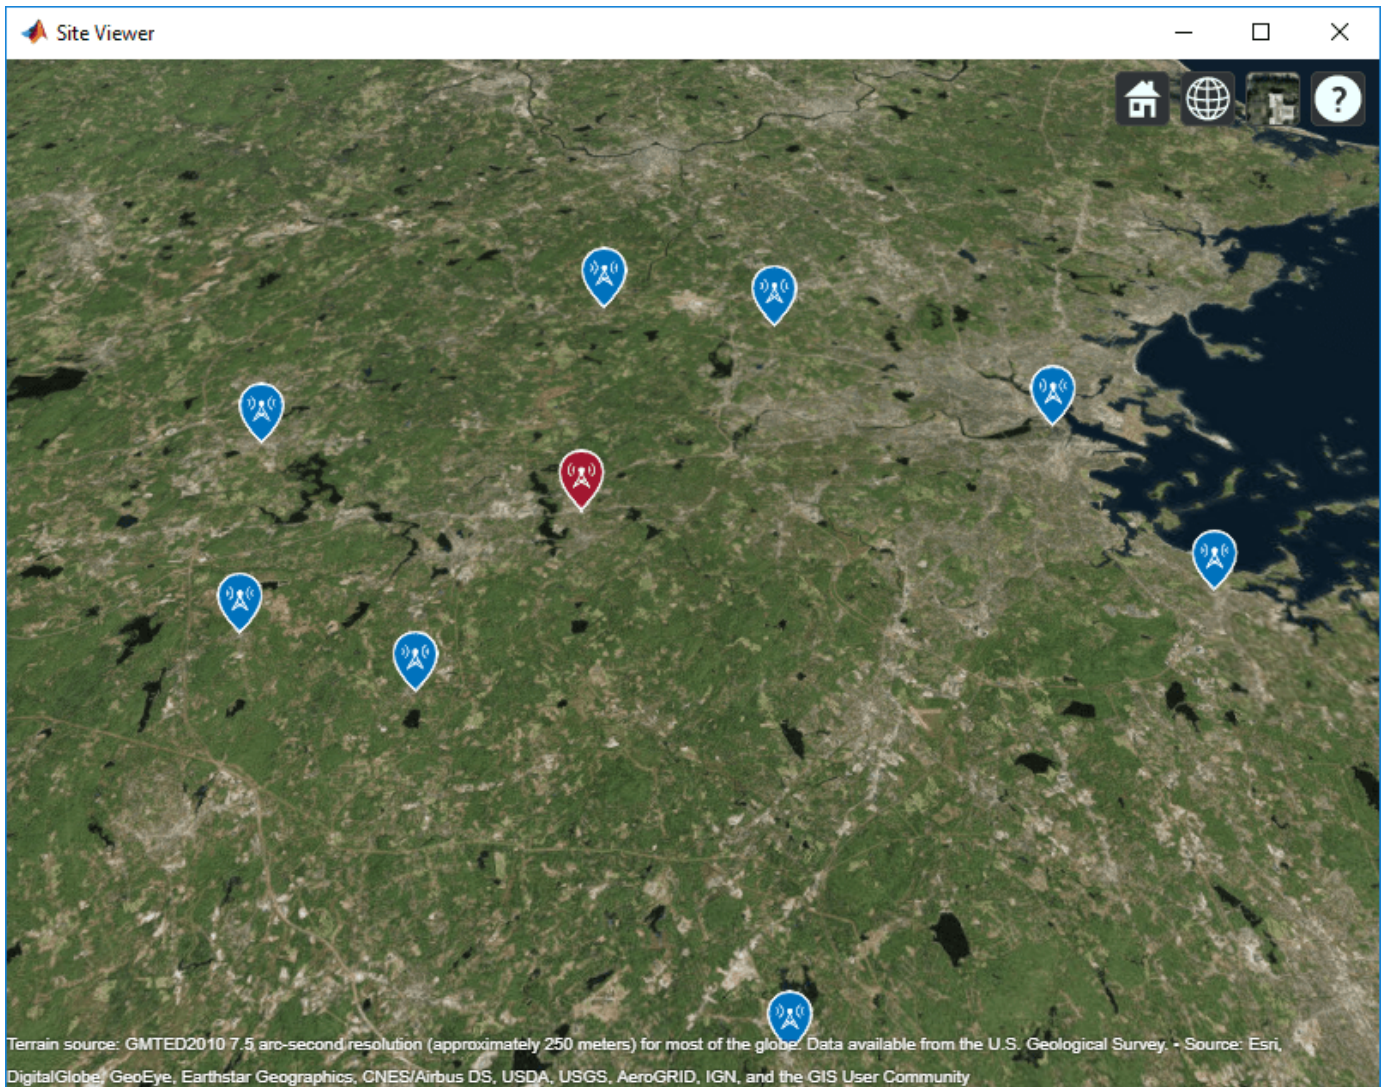 Site Viewer
?
Terrain source: GMTED2010 7.5 arc-second resolution (approximately 250 meters) for most of the globe. Data available from the U.S. Geological Survey. - Source: Esri,
DigitalGlobe, GeoEye, Earthstar Geographics, CNES/Airbus DS, USDA, USGS, AeroGRID, IGN, and the GIS User Community